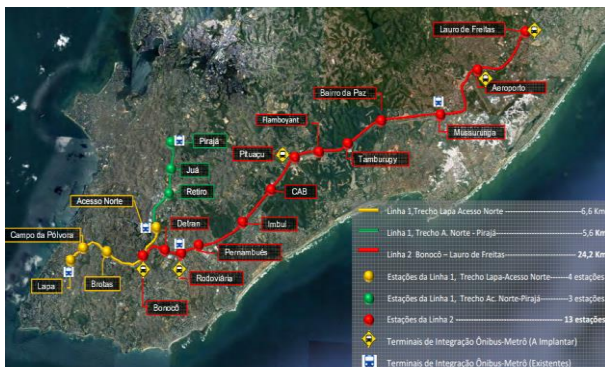 Lauro de Freitas
Aeroporto
Bairro da Paz
Mussurunga
Flamboyant
Tamburugy
Pituaçu
CAB
Pirajá
Juá
Retiro
Acesso Norte
Detran
Imbuí
Campo da Pólvora
Pernambués
Rodoviária
Lapa
Brotas
Bonocô
Linha 1,Trecho Lapa Acesso Norte 6,6 Km
Linha 1, Trecho A. Norte - Pirajá 5,6 Km
Linha 2 Bonocô – Lauro de Freitas 24,2 Km
Estações da Linha 1, Trecho Lapa-Acesso Norte 4 estações
Estações da Linha 1, Trecho Ac. Norte-Pirajá 3 estações
Estações da Linha 2 13 estações
Terminais de Integração Ônibus-Metrô (A Implantar)
Terminais de Integração Ônibus-Metrô (Existentes)